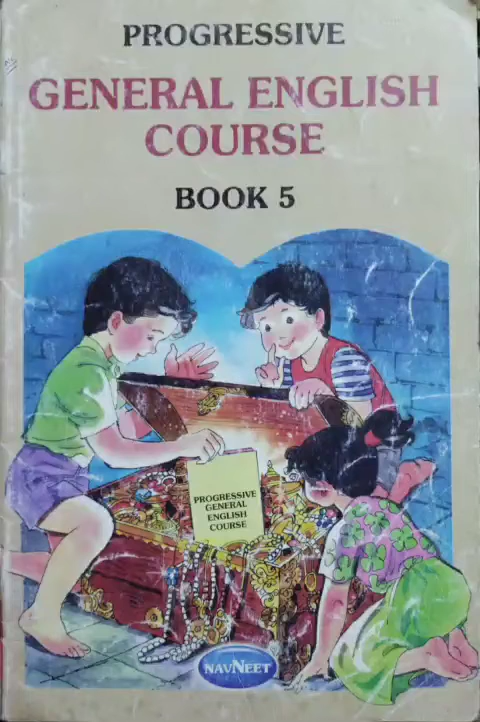 PROGRESSIVE
GENERAL ENGLISH
COURSE
BOOK 5
PROGRESSIVE
GENERAL
ENGLISH
COURSE
NAVNEET